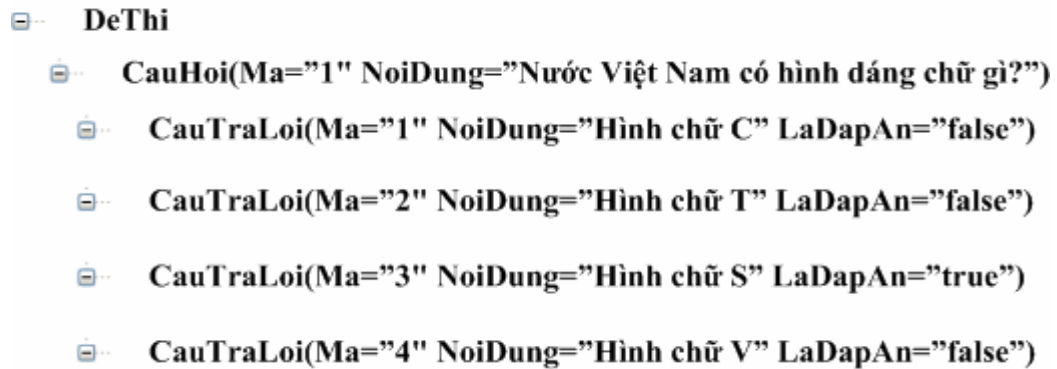 DeThi
CauHoi(Ma=”1" NoiDung=”Nước Việt Nam có hình dáng chữ gì?”)
CauTraLoi(Ma=”1" NoiDung=”Hình chữ C” LaDapAn=”false”)
CauTraLoi(Ma=”2" NoiDung=”Hình chữ T” LaDapAn=”false”)
CauTraLoi(Ma=”3" NoiDung=”Hình chữ S” LaDapAn=”true”)
CauTraLoi(Ma=”4" NoiDung=”Hình chữ V” LaDapAn=”false”)